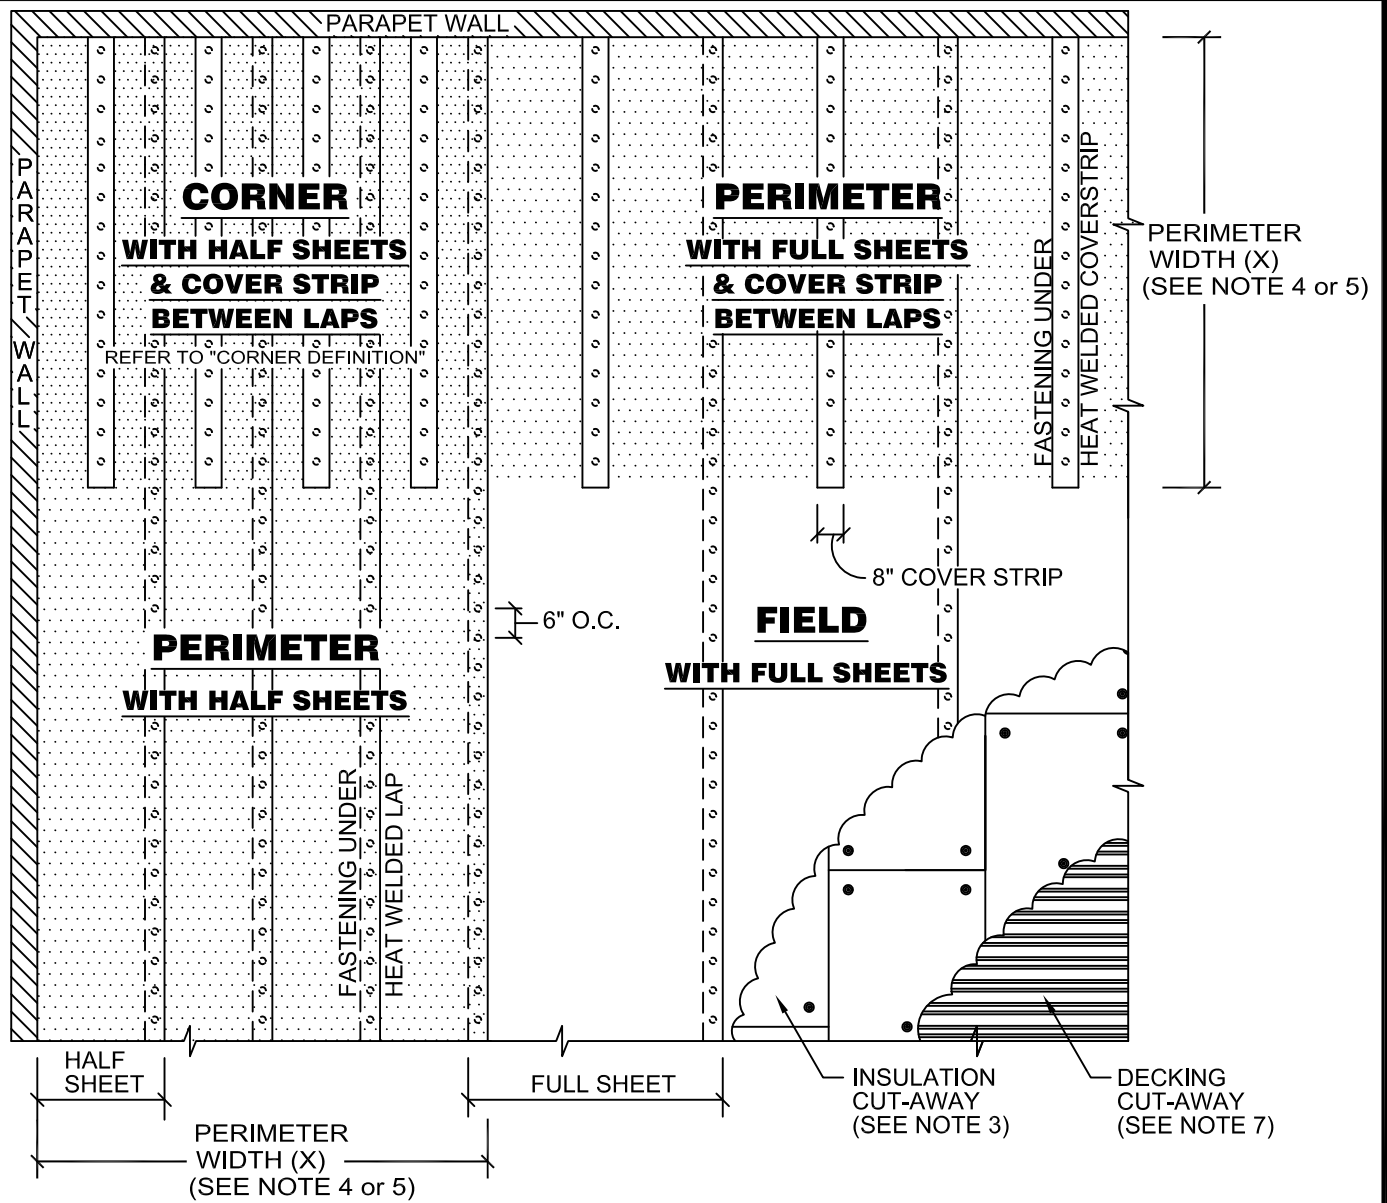 PARAPET WALL
PARAPET WALL
CORNER
WITH HALF SHEETS
& COVER STRIP
BETWEEN LAPS
REFER TO "CORNER DEFINITION"
PERIMETER
WITH FULL SHEETS
& COVER STRIP
BETWEEN LAPS
FASTENING UNDER
HEAT WELDED COVERSTRIP
PERIMETER
WIDTH (X)
(SEE NOTE 4 or 5)
8" COVER STRIP
6" O.C.
FIELD
WITH FULL SHEETS
PERIMETER
WITH HALF SHEETS
FASTENING UNDER
HEAT WELDED LAP
HALF
SHEET
FULL SHEET
INSULATION
CUT-AWAY
(SEE NOTE 3)
DECKING
CUT-AWAY
(SEE NOTE 7)
PERIMETER
WIDTH (X)
(SEE NOTE 4 or 5)